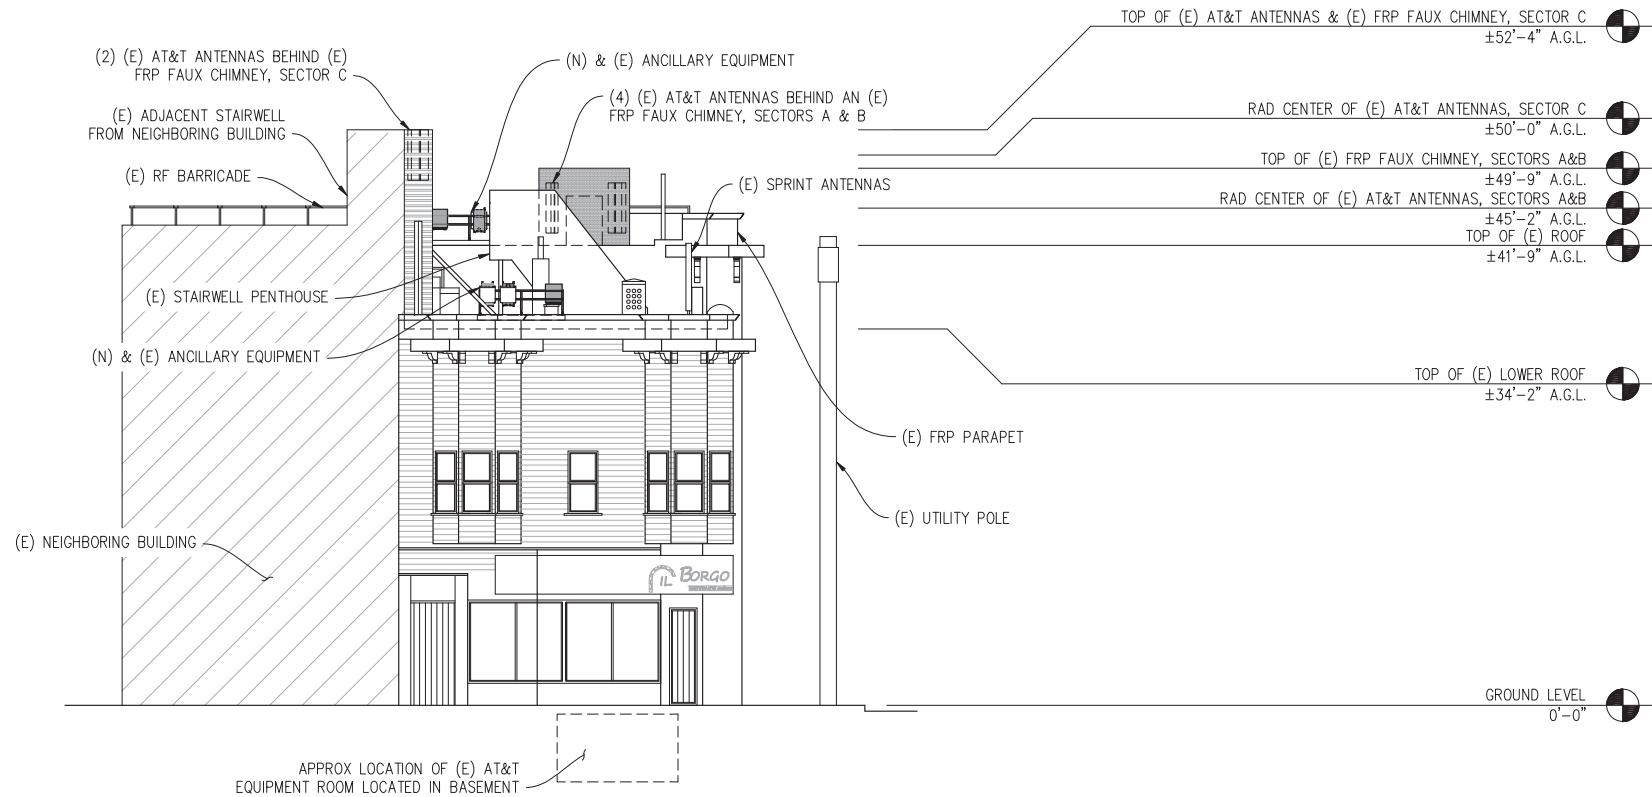 TOP OF (E) AT&T ANTENNAS & (E) FRP FAUX CHIMNEY, SECTOR C
±52'-4" A.G.L.
(2) (E) AT&T ANTENNAS BEHIND (E)
FRP FAUX CHIMNEY, SECTOR C
(N) & (E) ANCILLARY EQUIPMENT
(4) (E) AT&T ANTENNAS BEHIND AN (E)
FRP FAUX CHIMNEY, SECTORS A & B
(E) ADJACENT STAIRWELL
FROM NEIGHBORING BUILDING
RAD CENTER OF (E) AT&T ANTENNAS, SECTOR C
±50'-0" A.G.L.
TOP OF (E) FRP FAUX CHIMNEY, SECTORS A&B
±49'-9" A.G.L.
(E) RF BARRICADE
(E) SPRINT ANTENNAS
RAD CENTER OF (E) AT&T ANTENNAS, SECTORS A&B
±45'-2" A.G.L.
TOP OF (E) ROOF
±41'-9" A.G.L.
(E) STAIRWELL PENTHOUSE
(N) & (E) ANCILLARY EQUIPMENT
TOP OF (E) LOWER ROOF
±34'-2" A.G.L.
(E) FRP PARAPET
(E) UTILITY POLE
(E) NEIGHBORING BUILDING
IL BORGO
GROUND LEVEL
0'-0"
APPROX LOCATION OF (E) AT&T
EQUIPMENT ROOM LOCATED IN BASEMENT